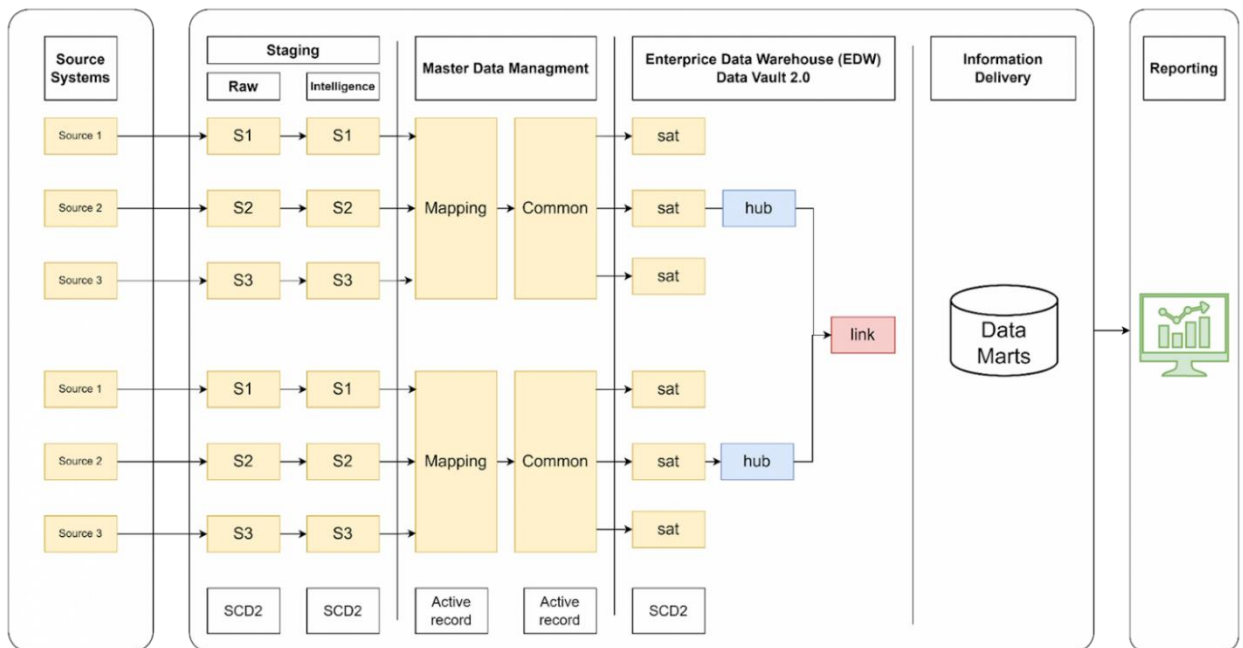 Source
Systems
Staging
Raw
Intelligence
Master Data Managment
Enterprice Data Warehouse (EDW)
Data Vault 2.0
Information
Delivery
Reporting
Source 1
S1
S1
sat
Source 2
S2
S2
Mapping
Common
sat
hub
Source 3
S3
S3
sat
link
Data
Marts
Source 1
S1
S1
sat
Source 2
S2
S2
Mapping
Common
sat
hub
Source 3
S3
S3
sat
SCD2
SCD2
Active
record
Active
record
SCD2